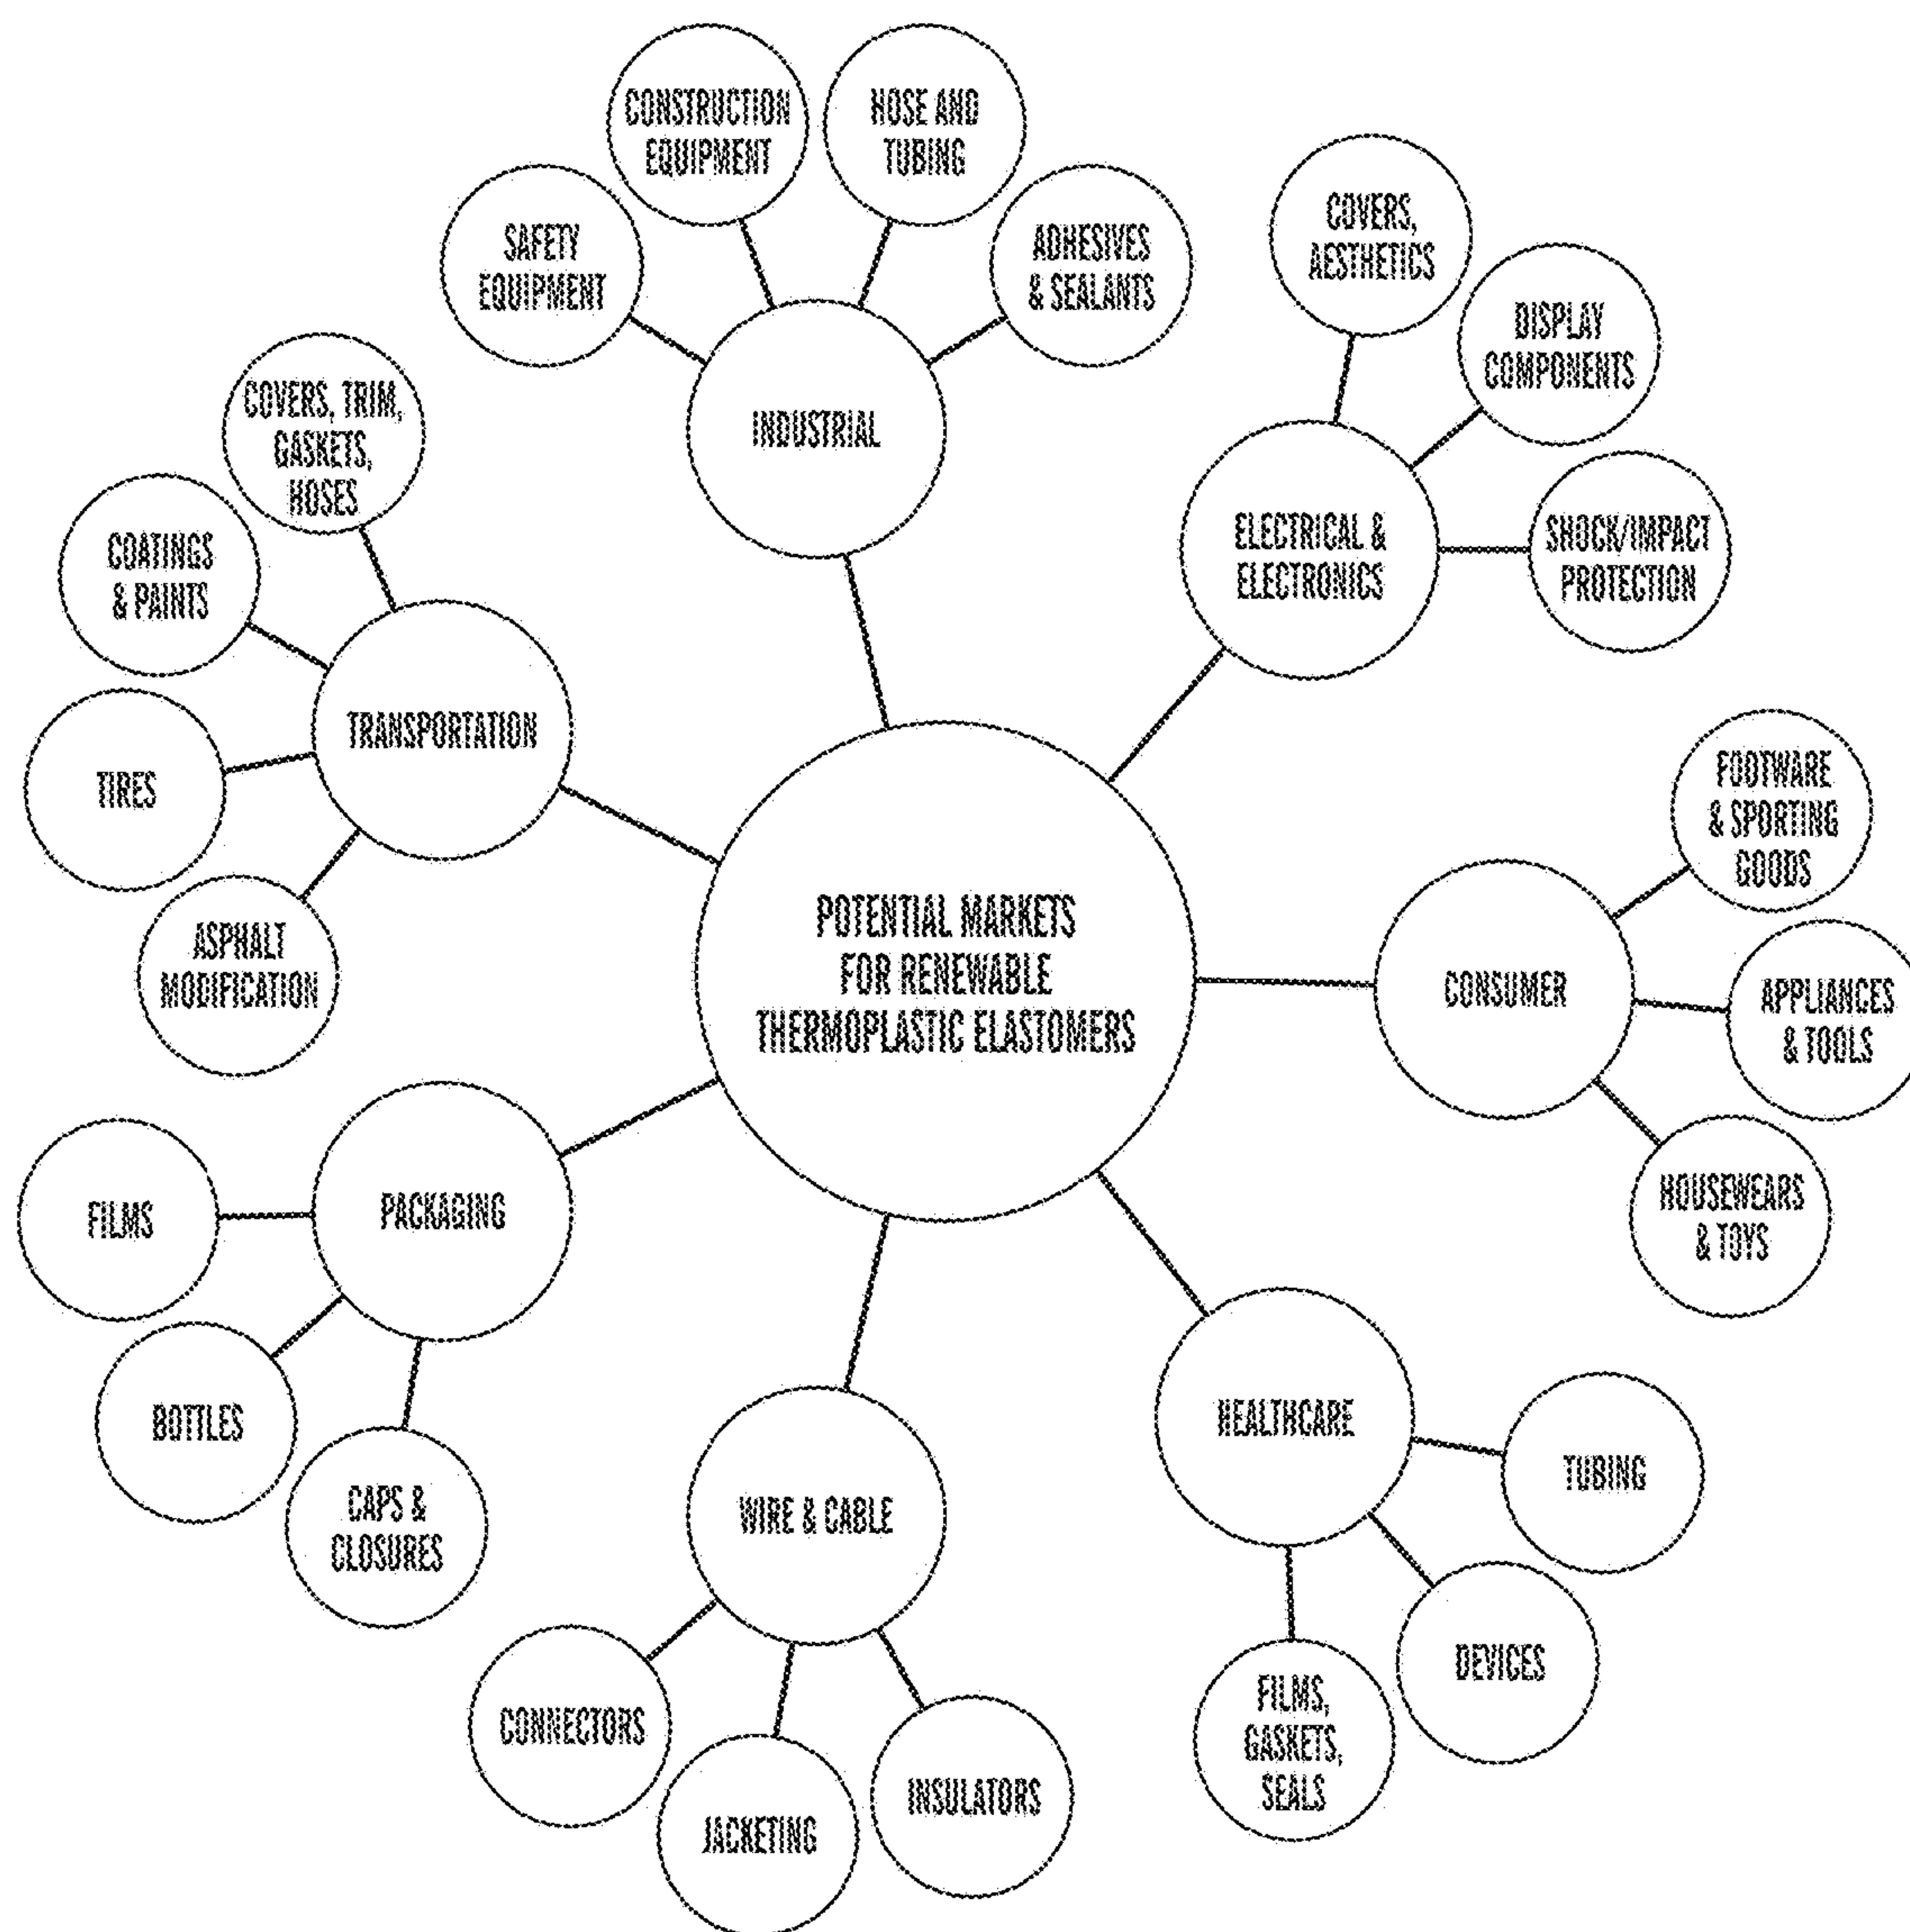 CONSTRUCTION
EQUIPMENT
HOSE AND
TUBING
SAFETY
EQUIPMENT
ADHESIVES
& SEALANTS
INDUSTRIAL
COVERS,
AESTHETICS
DISPLAY
COMPONENTS
SHOCK/IMPACT
PROTECTION
ELECTRICAL &
ELECTRONICS
COVERS, TRIM,
GASKETS,
HOSES
COATINGS
& PAINTS
TIRES
ASPHALT
MODIFICATION
TRANSPORTATION
POTENTIAL MARKETS
FOR RENEWABLE
THERMOPLASTIC ELASTOMERS
FOOTWARE
& SPORTING
GOODS
CONSUMER
APPLIANCES
& TOOLS
HOUSEWEARS
& TOYS
PACKAGING
FILMS
BOTTLES
CAPS &
CLOSURES
WIRE & CABLE
CONNECTORS
JACKETING
INSULATORS
HEALTHCARE
TUBING
DEVICES
FILMS,
GASKETS,
SEALS